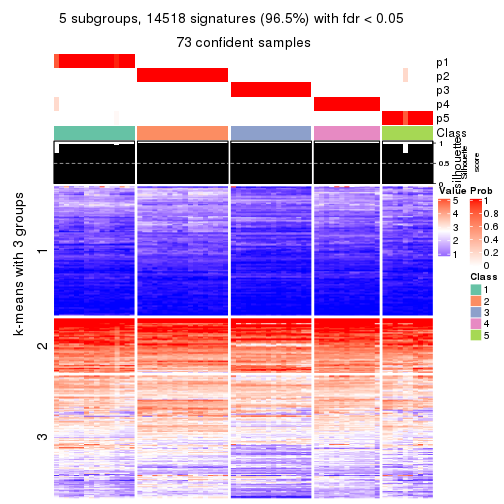 5 subgroups, 14518 signatures (96.5%) with fdr < 0.05
73 confident samples
p1
p2
p3
p4
p5
Class
1
0.5
0
silhouette
Silhouette
score
k-means with 3 groups
1
2
3
Value
5
4
3
2
1
Prob
1
0.8
0.6
0.4
0.2
0
Class
1
2
3
4
5